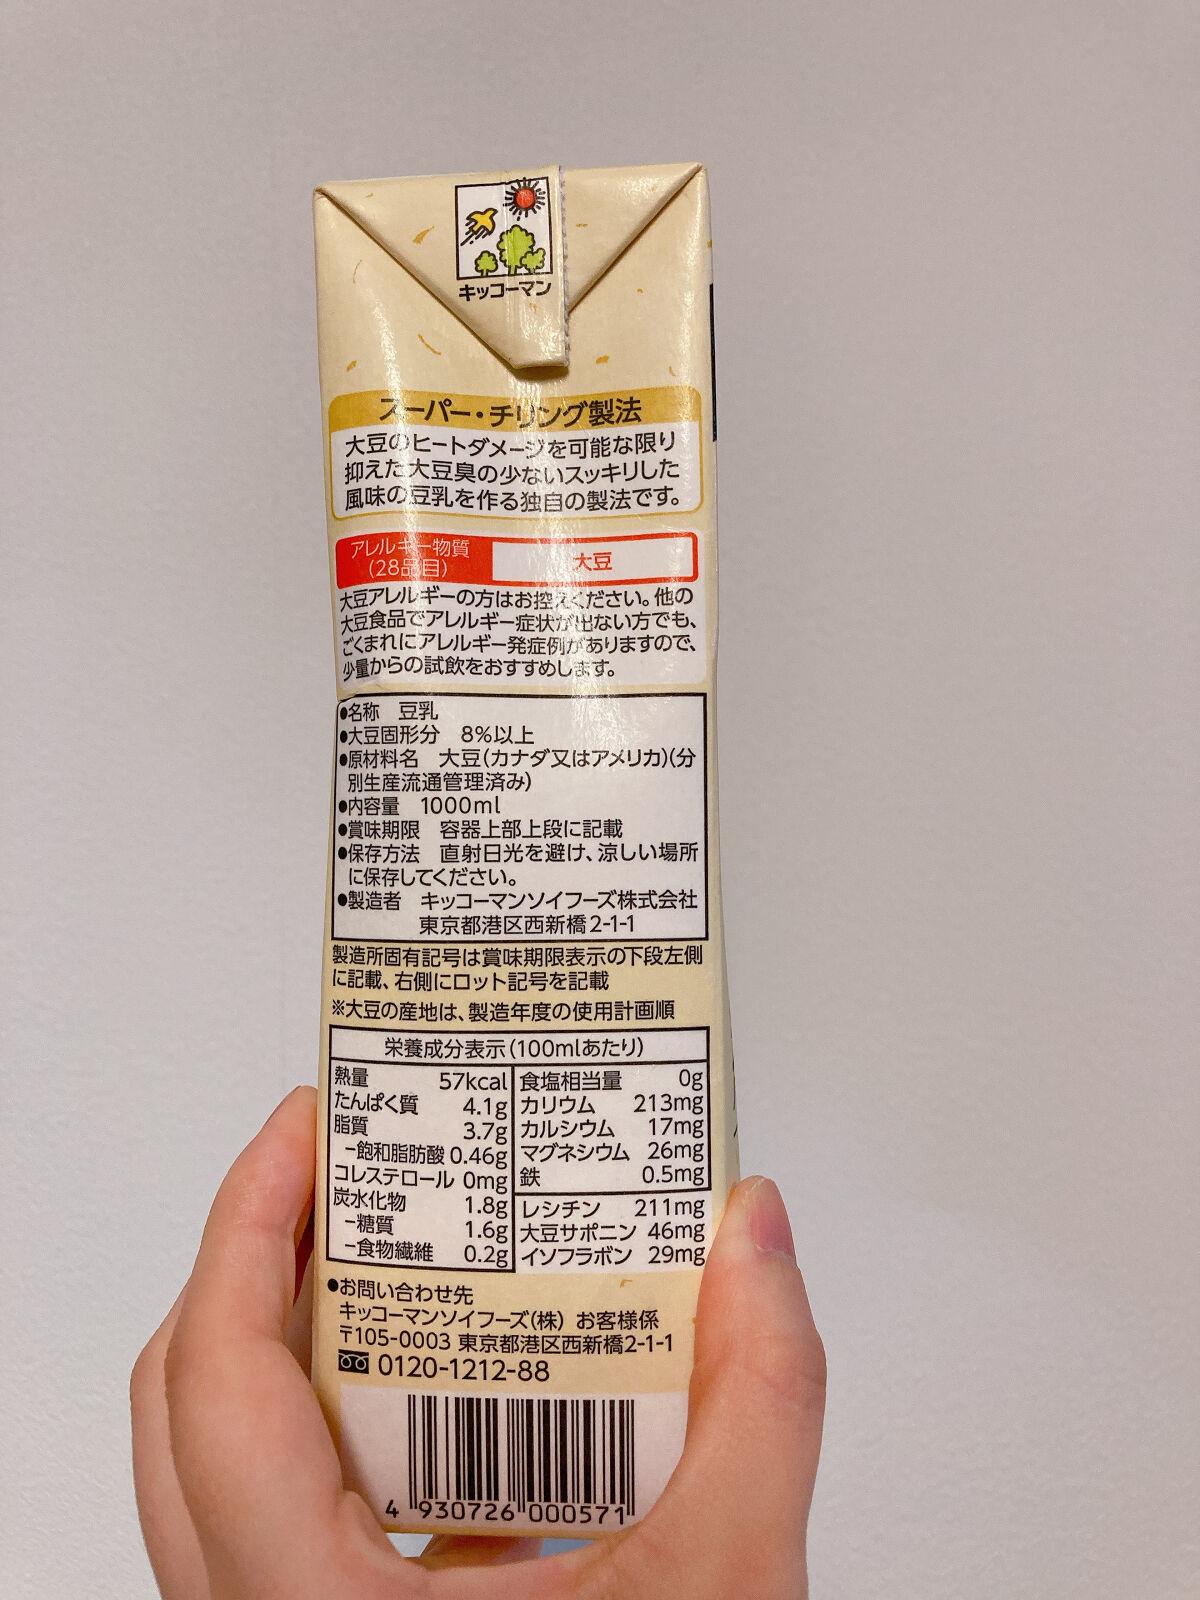 キッコーマン
スーパー・チリング製法
大豆のヒートダメージを可能な限り
抑えた大豆臭の少ないスッキリした
風味の豆乳を作る独自の製法です。
アレルギー物質
(28品目)
大豆
大豆アレルギーの方はお控えください。他の
大豆食品でアレルギー症状が出ない方でも、
ごくまれにアレルギー発症例がありますので、
少量からの試飲をおすすめします。
●名称 豆乳
●大豆固形分 8%以上
●原材料名 大豆(カナダ又はアメリカ)(分
別生産流通管理済み)
●内容量 1000ml
●賞味期限 容器上部上段に記載
●保存方法 直射日光を避け、涼しい場所
に保存してください。
●製造者 キッコーマンソイフーズ株式会社
東京都港区西新橋2-1-1
製造所固有記号は賞味期限表示の下段左側
に記載、右側にロット記号を記載
※大豆の産地は、製造年度の使用計画順
栄養成分表示(100mlあたり)
熱量 57kcal
たんぱく質 4.1g
脂質 3.7g
-飽和脂肪酸 0.46g
コレステロール 0mg
炭水化物 1.8g
-糖質 1.6g
-食物繊維 0.2g
食塩相当量 0g
カリウム 213mg
カルシウム 17mg
マグネシウム 26mg
鉄 0.5mg
レシチン 211mg
大豆サポニン 46mg
イソフラボン 29mg
●お問い合わせ先
キッコーマンソイフーズ(株) お客様係
〒105-0003 東京都港区西新橋2-1-1
0120-1212-88
4 930726 000571